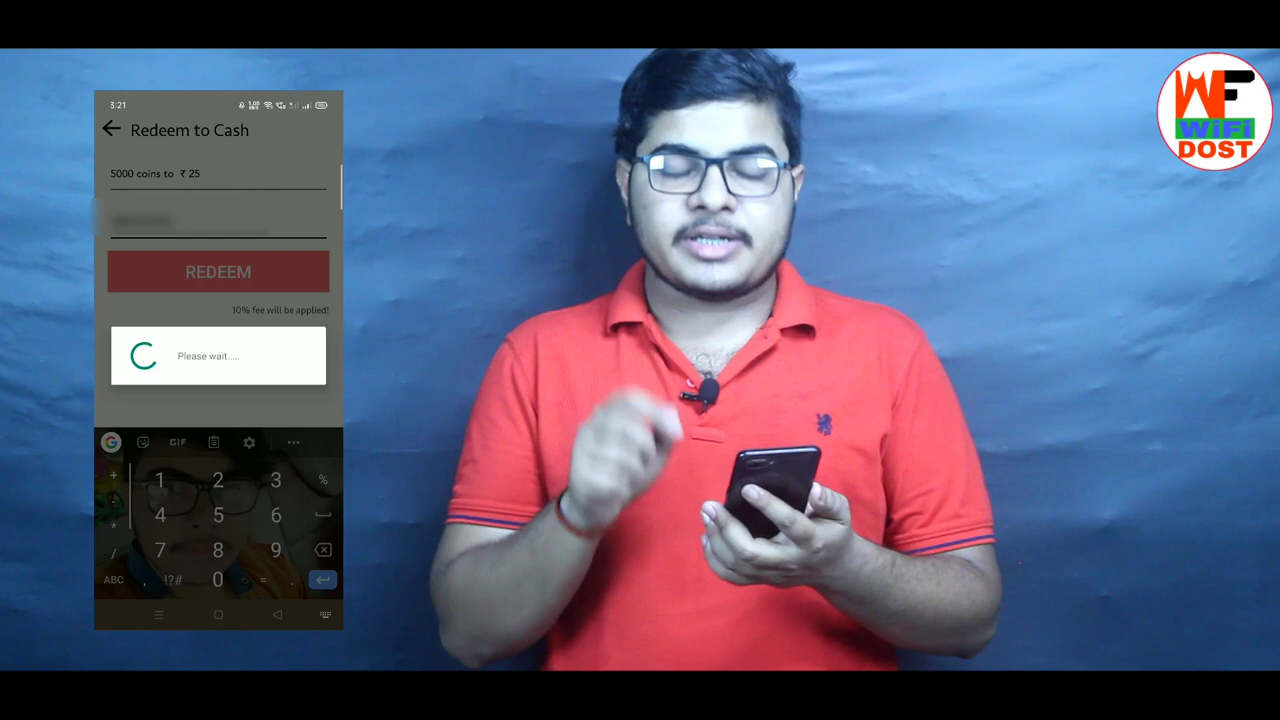 3:21
Redeem to Cash
5000 coins to ₹ 25
REDEEM
10% fee will be applied!
Please wait.....
G GIF
+ 1 2 3 %
- 4 5 6
* 7 8 9
/
ABC , !?# 0 = .
WF
WiFi
DOST